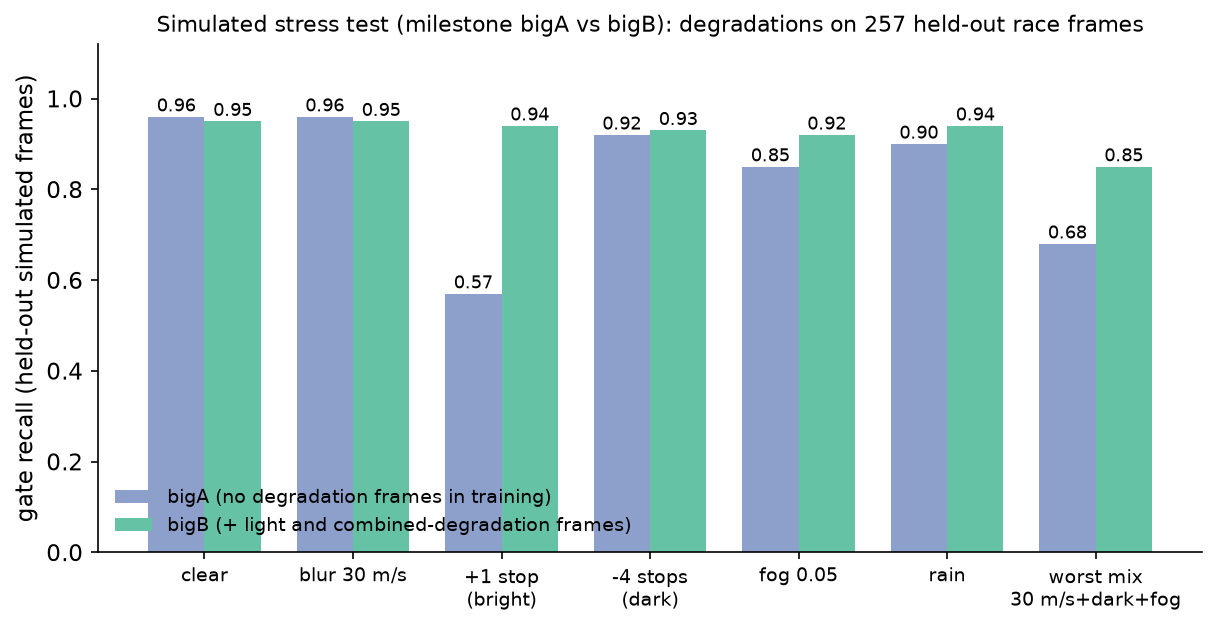 Simulated stress test (milestone bigA vs bigB): degradations on 257 held-out race frames
gate recall (held-out simulated frames)
1.0
0.8
0.6
0.4
0.2
0.0
0.96
0.95
0.96
0.95
0.57
0.94
0.92
0.93
0.85
0.92
0.90
0.94
0.68
0.85
bigA (no degradation frames in training)
bigB (+ light and combined-degradation frames)
clear
blur 30 m/s
+1 stop
(bright)
-4 stops
(dark)
fog 0.05
rain
worst mix
30 m/s+dark+fog